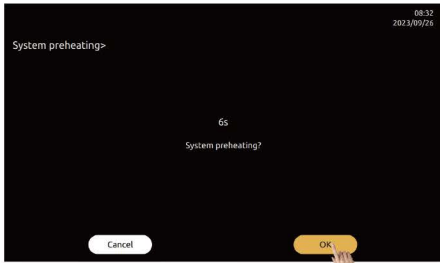 08:32
2023/09/26
System preheating>
6s
System preheating?
Cancel
OK